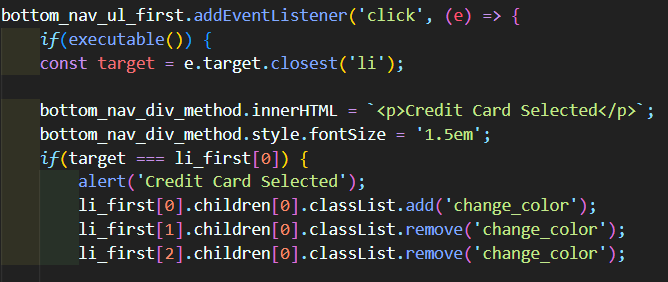 bottom_nav_ul_first.addEventListener('click', (e) => {
if(executable()) {
const target = e.target.closest('li');
bottom_nav_div_method.innerHTML = `<p>Credit Card Selected</p>`;
bottom_nav_div_method.style.fontSize = '1.5em';
if(target === li_first[0]) {
alert('Credit Card Selected');
li_first[0].children[0].classList.add('change_color');
li_first[1].children[0].classList.remove('change_color');
li_first[2].children[0].classList.remove('change_color');